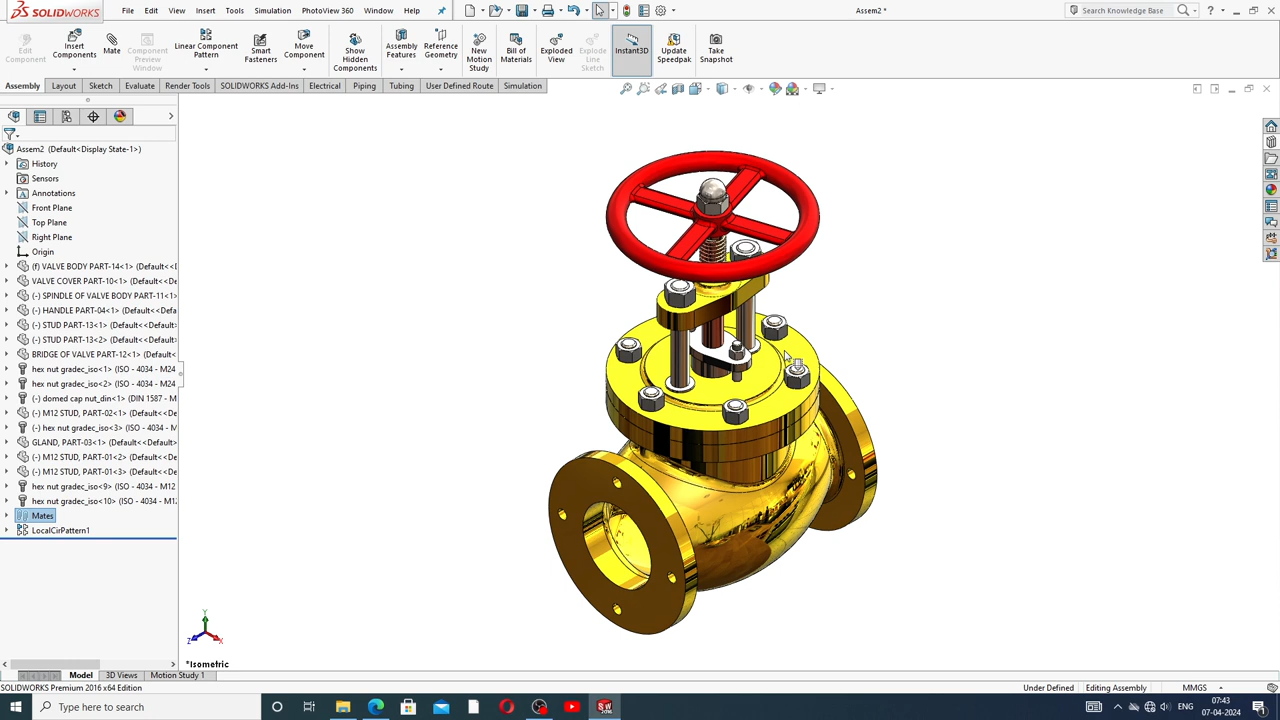 SOLIDWORKS
File Edit View Insert Tools Simulation PhotoView 360 Window Help
Assem2 *
Search Knowledge Base
Edit Component
Insert Components
Mate
Component Preview Window
Linear Component Pattern
Smart Fasteners
Move Component
Show Hidden Components
Assembly Features
Reference Geometry
New Motion Study
Bill of Materials
Exploded View
Explode Line Sketch
Instant3D
Update Speedpak
Take Snapshot
Assembly Layout Sketch Evaluate Render Tools SOLIDWORKS Add-Ins Electrical Piping Tubing User Defined Route Simulation
Assem2 (Default<Display State-1>)
History
Sensors
Annotations
Front Plane
Top Plane
Right Plane
Origin
(f) VALVE BODY PART-14<1> (Default<<D
VALVE COVER PART-10<1> (Default<<D
(-) SPINDLE OF VALVE BODY PART-11<1>
(-) HANDLE PART-04<1> (Default<<Def
(-) STUD PART-13<1> (Default<<Default
(-) STUD PART-13<2> (Default<<Default
BRIDGE OF VALVE PART-12<1> (Default
hex nut gradec_iso<1> (ISO - 4034 - M24
hex nut gradec_iso<2> (ISO - 4034 - M24
(-) domed cap nut_din<1> (DIN 1587 - M
(-) M12 STUD, PART-02<1> (Default<<D
(-) hex nut gradec_iso<3> (ISO - 4034 - M
GLAND, PART-03<1> (Default<<Default
(-) M12 STUD, PART-01<2> (Default<<D
(-) M12 STUD, PART-01<3> (Default<<D
hex nut gradec_iso<9> (ISO - 4034 - M12
hex nut gradec_iso<10> (ISO - 4034 - M12
Mates
LocalCirPattern1
Y
Z X
*Isometric
Model 3D Views Motion Study 1
SOLIDWORKS Premium 2016 x64 Edition
Under Defined Editing Assembly MMGS
Type here to search
ENG
07:43
07-04-2024